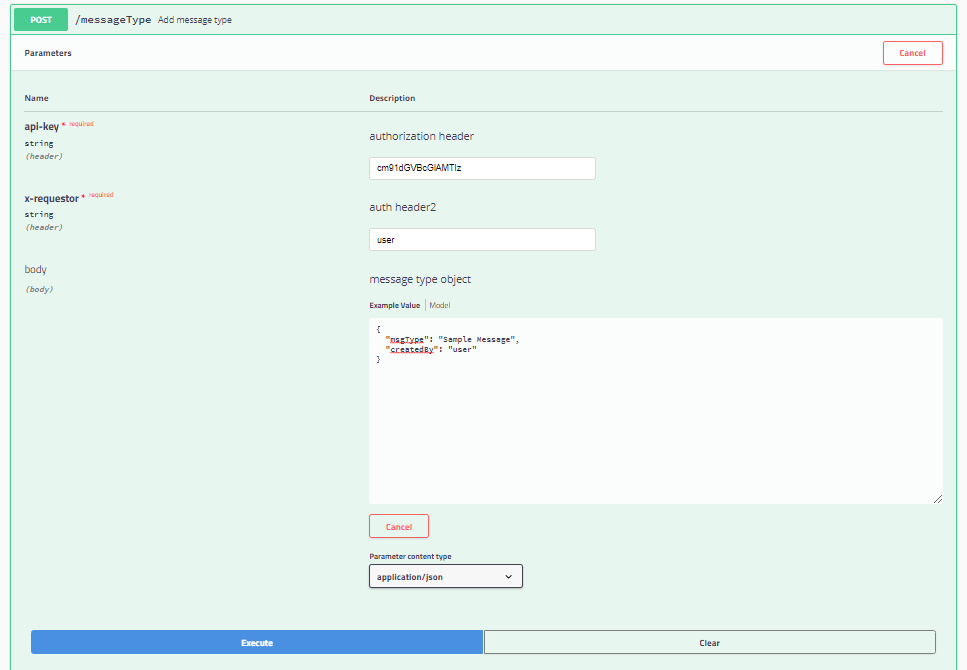 POST /messageType Add message type
Parameters Cancel
Name Description
api-key * required authorization header
string
(header) cm91dGVBcGlAMTIz
x-requestor * required auth header2
string
(header) user
body message type object
(body)
Example Value Model
{
"msgType": "Sample Message",
"createdBy": "user"
}
Cancel
Parameter content type
application/json
Execute Clear